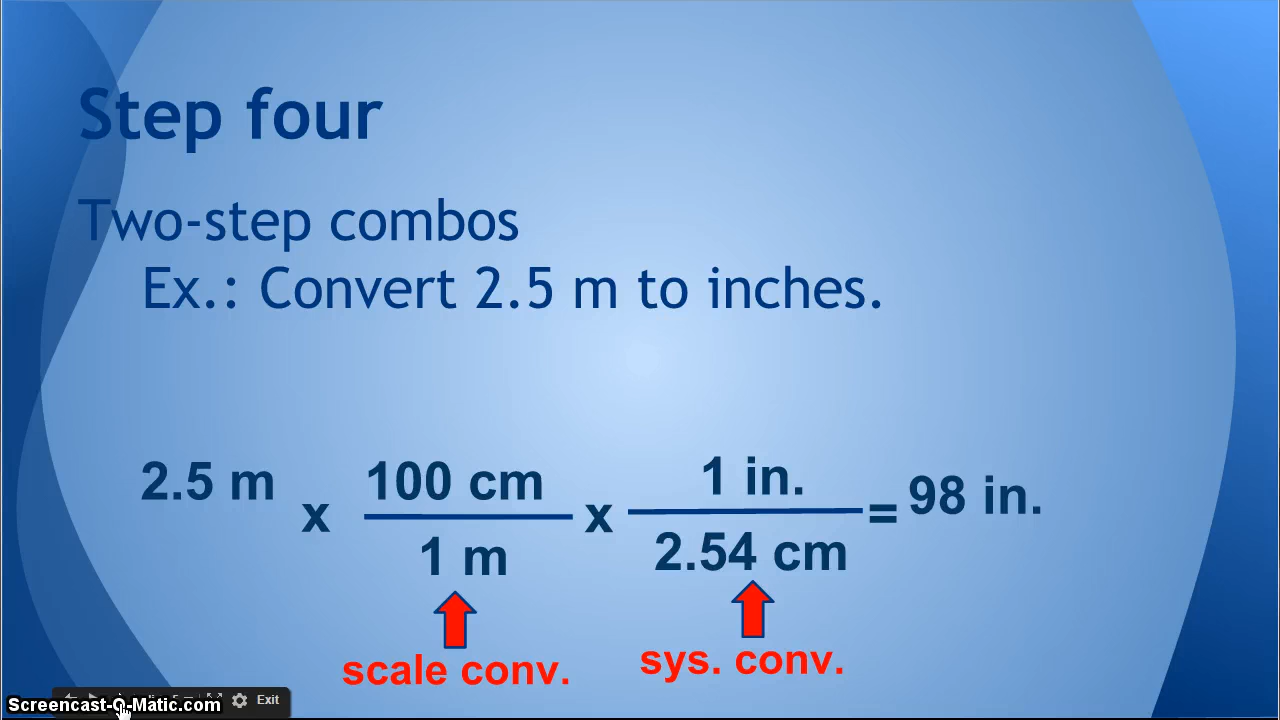 Step four
Two-step combos
Ex.: Convert 2.5 m to inches.
2.5 m x 100 cm x 1 in. = 98 in.
1 m 2.54 cm
scale conv. sys. conv.
Exit
Screencast-O-Matic.com